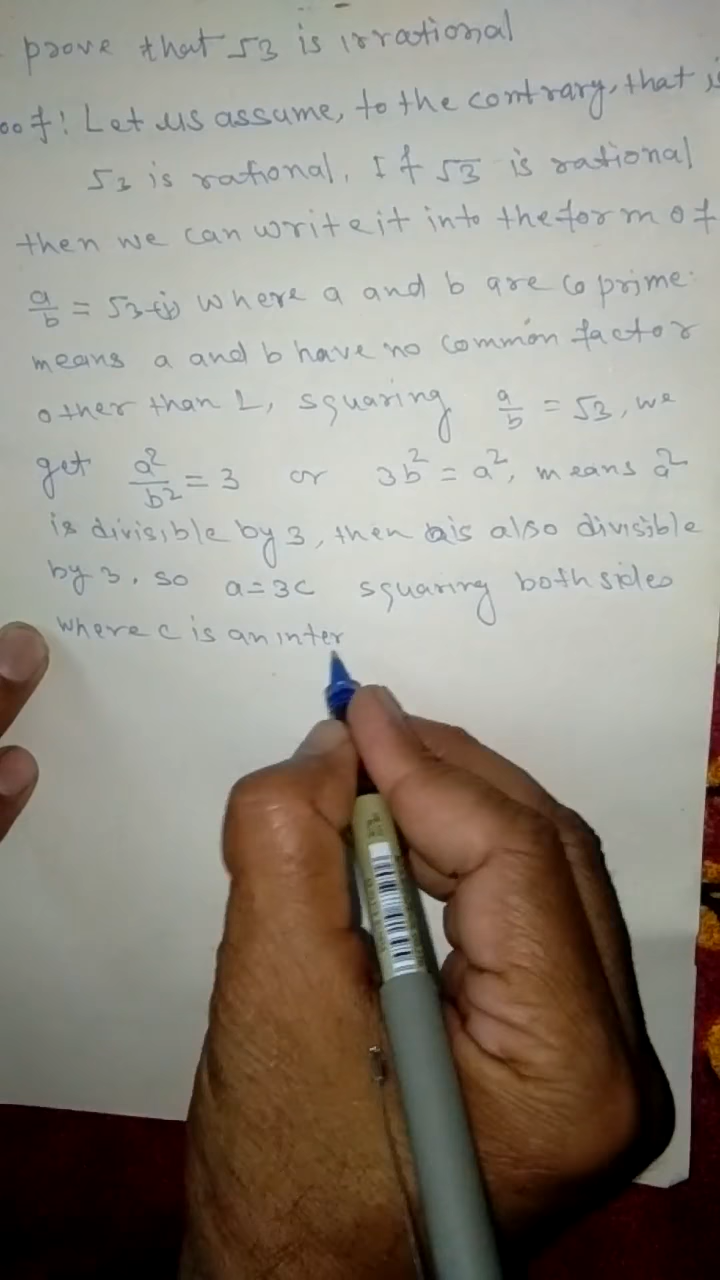 prove that √3 is irrational
oof: Let us assume, to the contrary, that i
√3 is rational. If √3 is rational
then we can write it into the form of
a/b = √3 -(i) where a and b are coprime.
means a and b have no common factor
other than 1, squaring a/b = √3, we
get a²/b² = 3 or 3b² = a², means a²
is divisible by 3, then a is also divisible
by 3. so a = 3c squaring both sides
where c is an inter